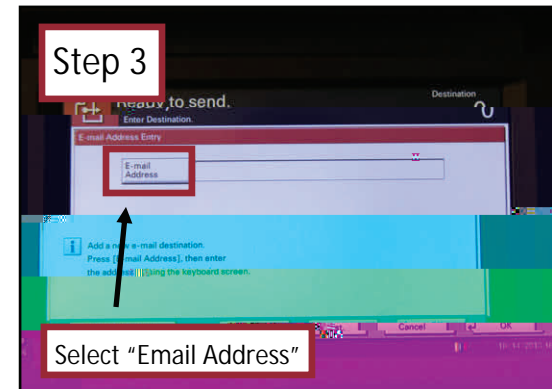 Step 3
Ready to send.
Destination
Enter Destination.
E-mail Address Entry
E-mail
Address
Add a new e-mail destination.
Press [E-mail Address], then enter
the address using the keyboard screen.
Cancel
OK
Select “Email Address”